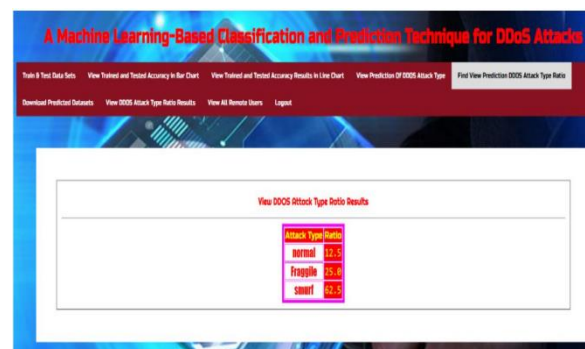 A Machine Learning-Based Classification and Prediction Technique for DDoS Attacks
Train & Test Data Sets View Trained and Tested Accuracy in Bar Chart View Trained and Tested Accuracy Results in Line Chart View Prediction Of DDOS Attack Type Find View Prediction DDOS Attack Type Ratio
Download Predicted Datasets View DDOS Attack Type Ratio Results View All Remote Users Logout
View DDOS Attack Type Ratio Results
Attack Type Ratio
normal 12.5
Fraggile 25.0
smurf 62.5